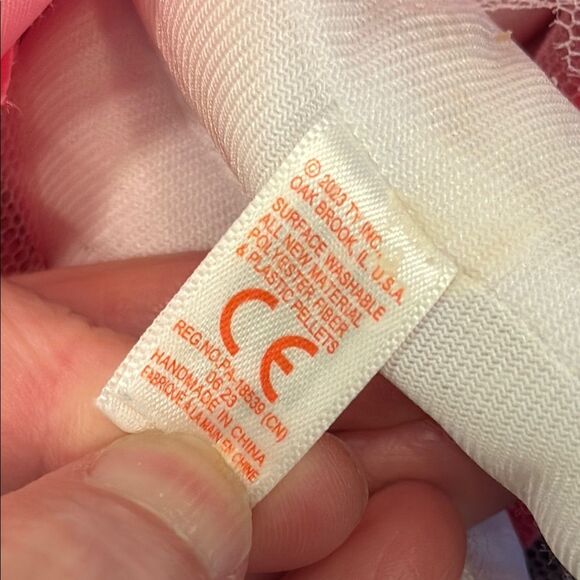 © 2023 TY INC.
OAK BROOK, IL, U.S.A.
SURFACE WASHABLE
ALL NEW MATERIAL
POLYESTER FIBER
& PLASTIC PELLETS
CE
REG.NO.PA-18539 (CN)
06-23
HANDMADE IN CHINA
FABRIQUÉ À LA MAIN EN CHINE